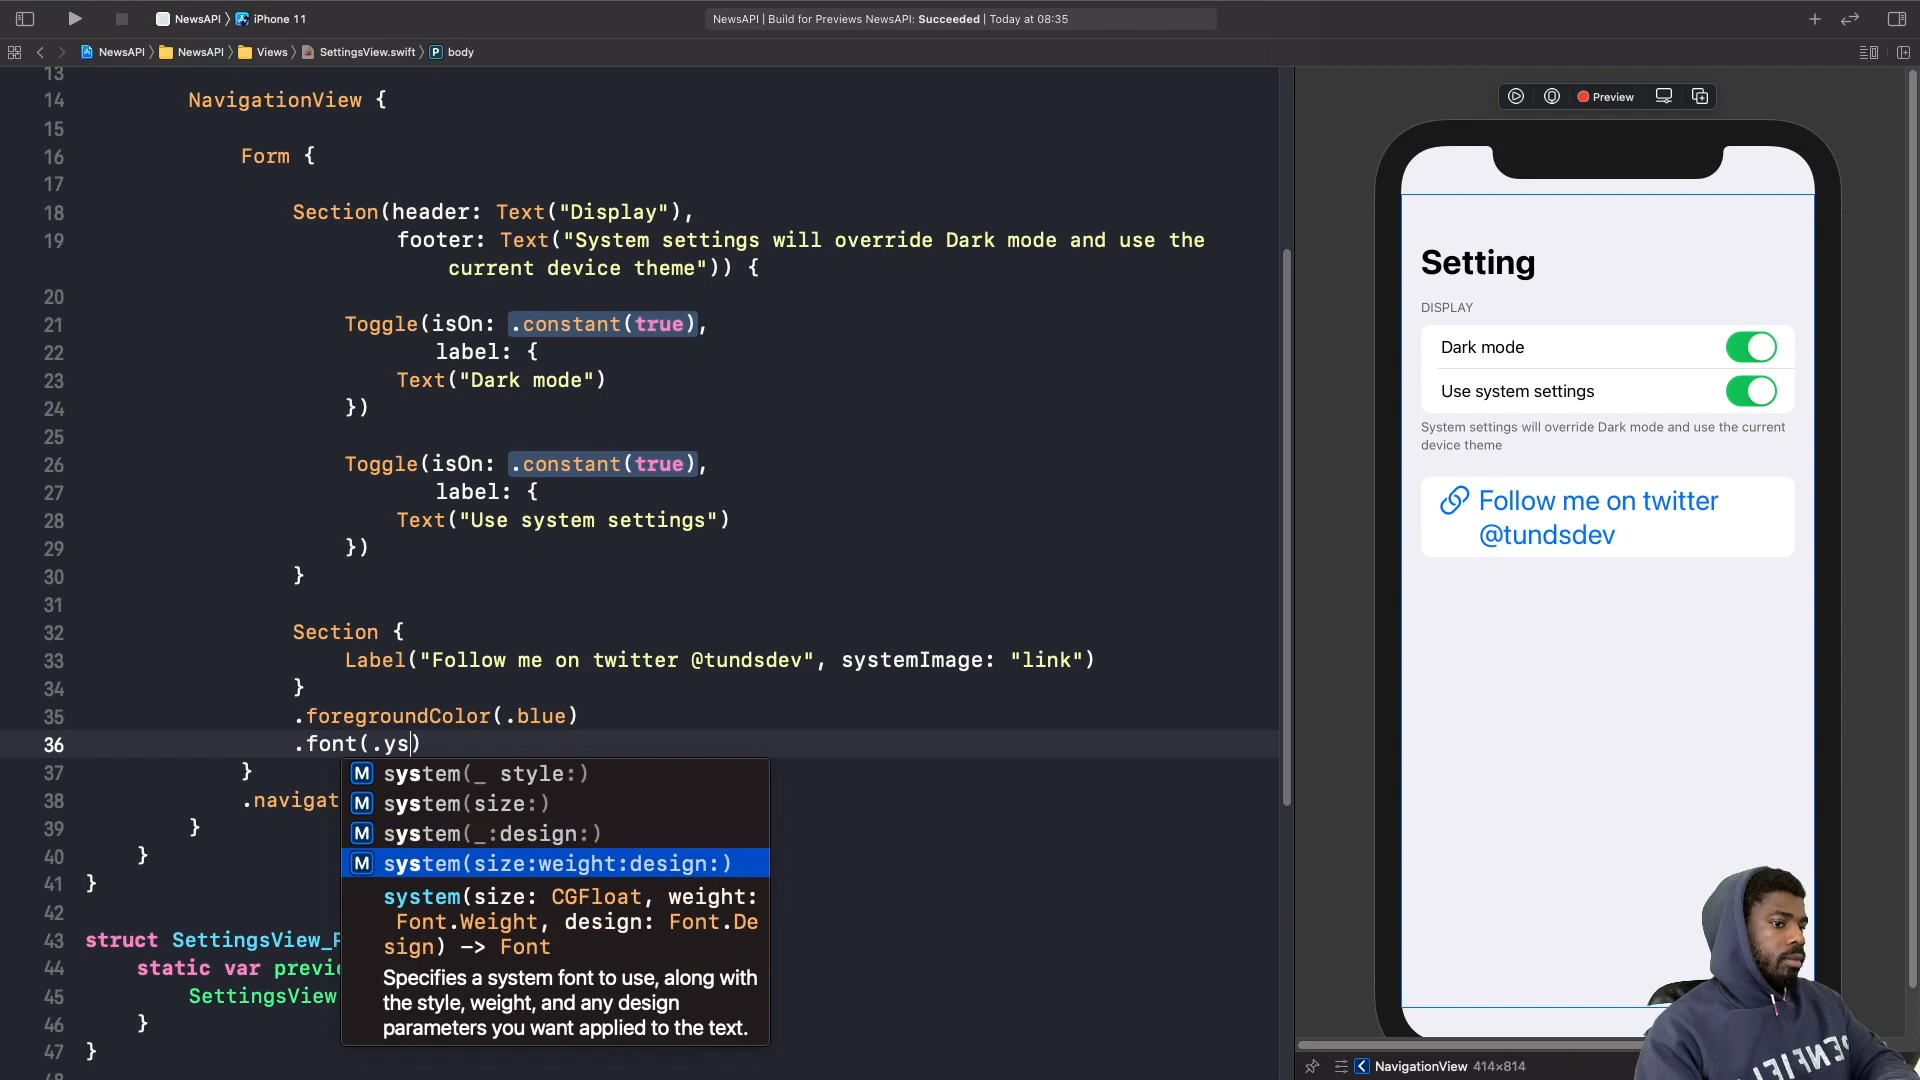 NewsAPI 〉 iPhone 11
NewsAPI | Build for Previews NewsAPI: Succeeded | Today at 08:35
NewsAPI 〉 NewsAPI 〉 Views 〉 SettingsView.swift 〉 P body
13
14 NavigationView {
15
16 Form {
17
18 Section(header: Text("Display"),
19 footer: Text("System settings will override Dark mode and use the
current device theme")) {
20
21 Toggle(isOn: .constant(true),
22 label: {
23 Text("Dark mode")
24 })
25
26 Toggle(isOn: .constant(true),
27 label: {
28 Text("Use system settings")
29 })
30 }
31
32 Section {
33 Label("Follow me on twitter @tundsdev", systemImage: "link")
34 }
35 .foregroundColor(.blue)
36 .font(.ys)
37 }
38 .navigat
39 }
40 }
41 }
42
43 struct SettingsView_P
44 static var previe
45 SettingsView
46 }
47 }
M system(_ style:)
M system(size:)
M system(_:design:)
M system(size:weight:design:)
system(size: CGFloat, weight:
Font.Weight, design: Font.De
sign) -> Font
Specifies a system font to use, along with
the style, weight, and any design
parameters you want applied to the text.
Preview
Setting
DISPLAY
Dark mode
Use system settings
System settings will override Dark mode and use the current
device theme
Follow me on twitter
@tundsdev
NavigationView 414×814